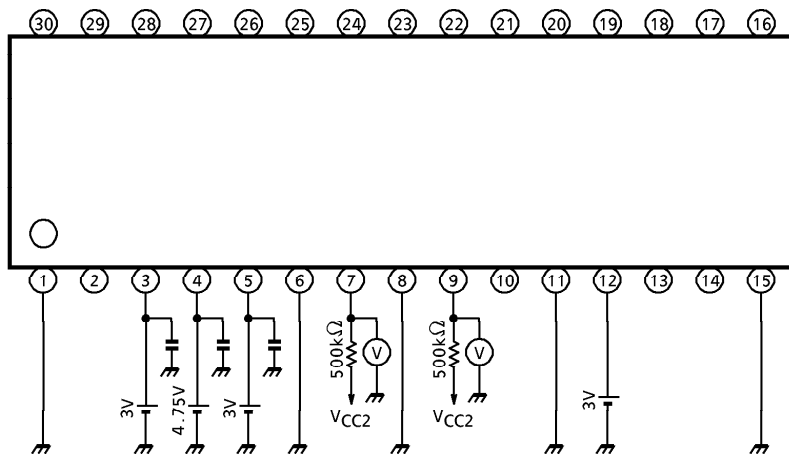 30 29 28 27 26 25 24 23 22 21 20 19 18 17 16
1 2 3 4 5 6 7 8 9 10 11 12 13 14 15
500kΩ V 500kΩ V
3V 4.75V 3V 3V
VCC2 VCC2